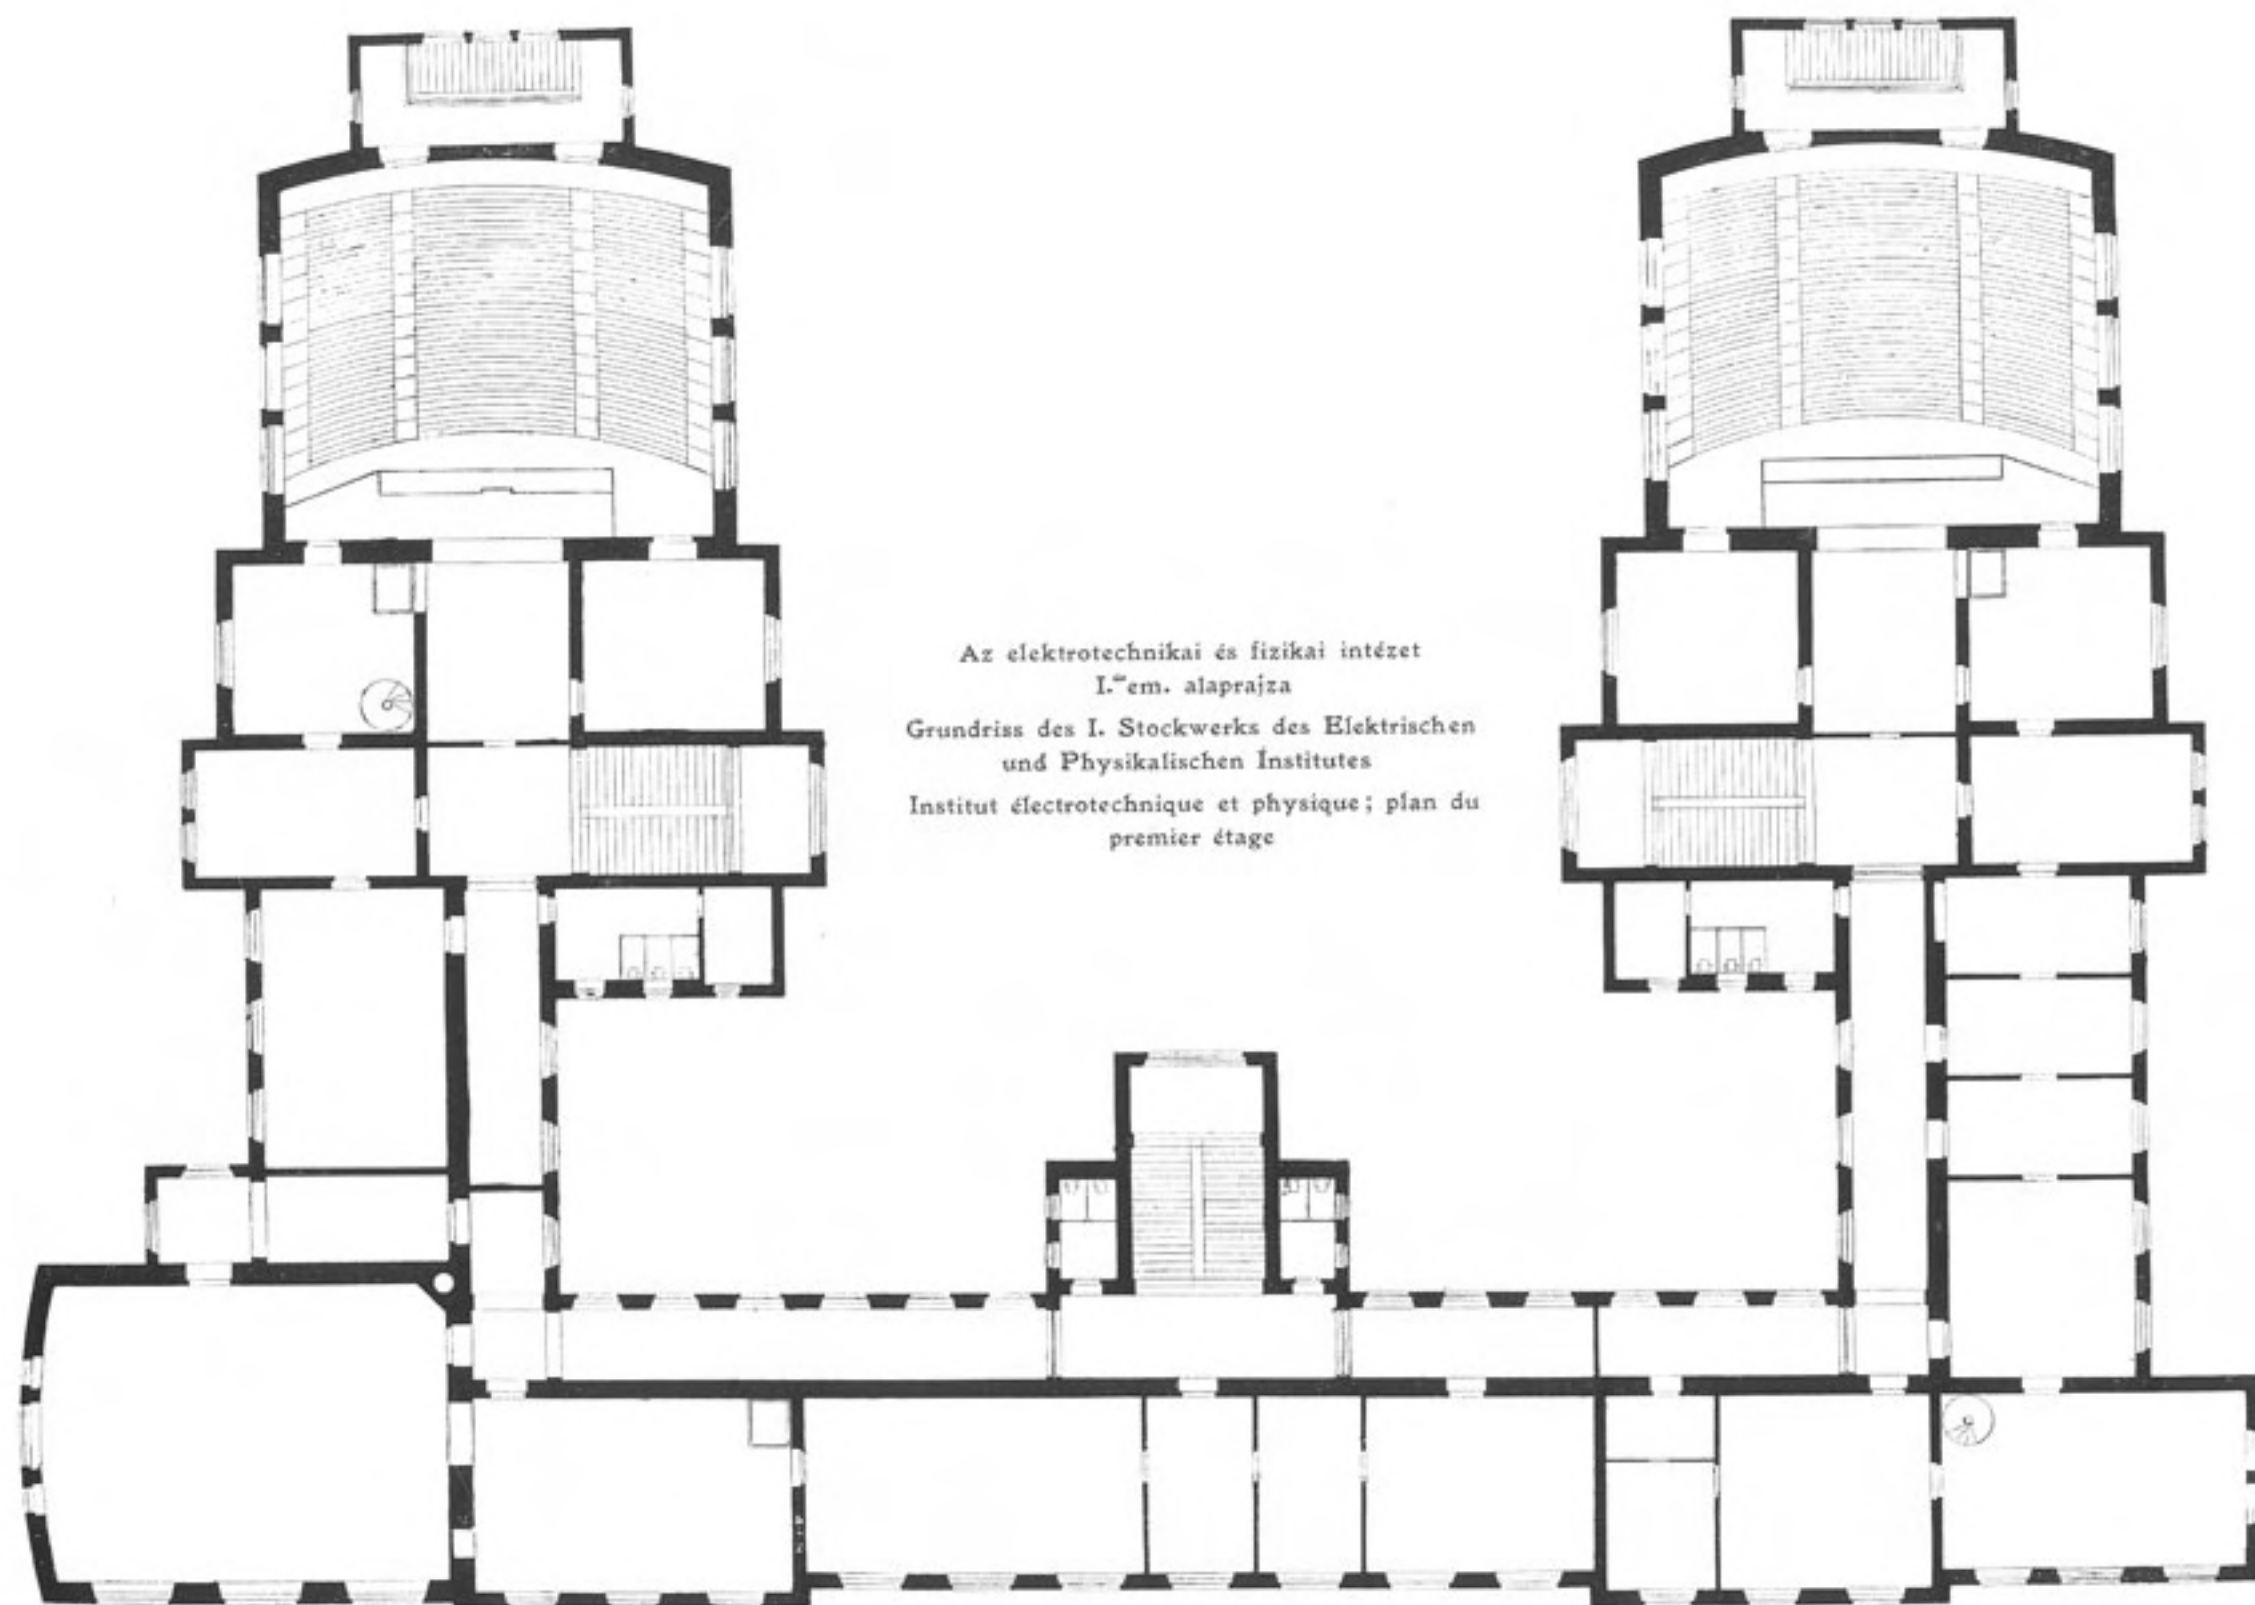 Az elektrotechnikai és fizikai intézet
I. em. alaprajza
Grundriss des I. Stockwerks des Elektrischen
und Physikalischen Institutes
Institut électrotechnique et physique; plan du
premier étage